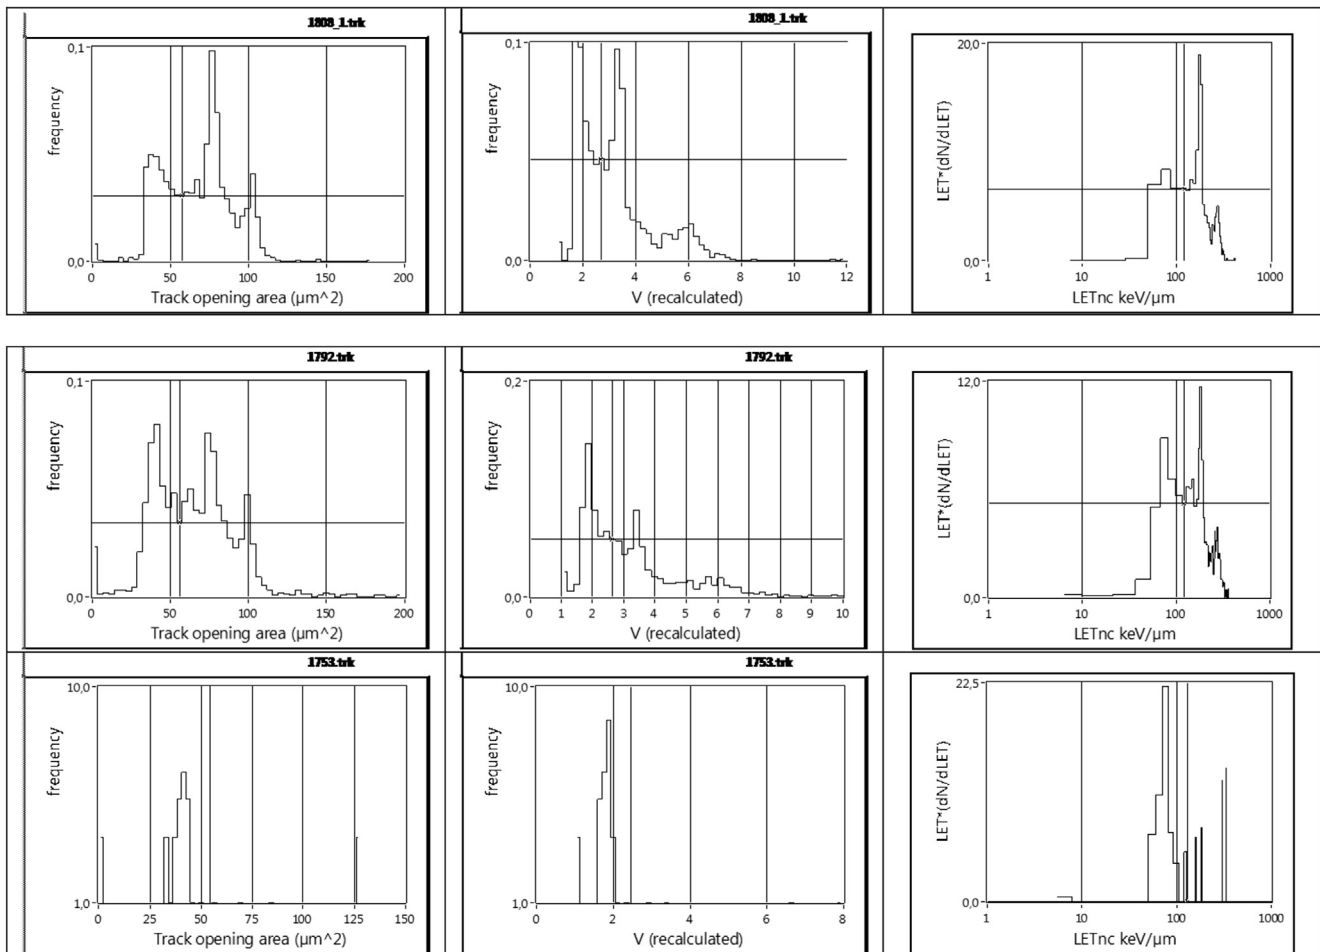 1808_1.trk
0,1
frequency
0,0
0 50 100 150 200
Track opening area (µm^2)
1808_1.trk
0,1
frequency
0,0
0 2 4 6 8 10 12
V (recalculated)
20,0
LET*(dN/dLET)
0,0
1 10 100 1000
LETnc keV/µm
1792.trk
0,1
frequency
0,0
0 50 100 150 200
Track opening area (µm^2)
1792.trk
0,2
frequency
0,0
0 1 2 3 4 5 6 7 8 9 10
V (recalculated)
12,0
LET*(dN/dLET)
0,0
1 10 100 1000
LETnc keV/µm
1753.trk
10,0
frequency
1,0
0 25 50 75 100 125 150
Track opening area (µm^2)
1753.trk
10,0
frequency
1,0
0 2 4 6 8
V (recalculated)
22,5
LET*(dN/dLET)
0,0
1 10 100 1000
LETnc keV/µm